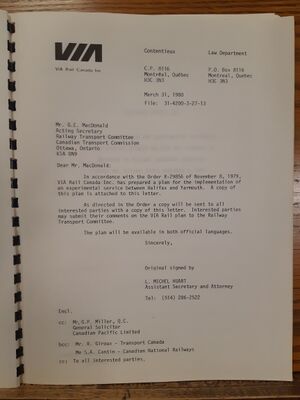 VIA
VIA Rail Canada Inc
Contentieux
Law Department
C.P. 8116
Montréal, Québec
H3C 3N3
P.O. Box 8116
Montreal, Quebec
H3C 3N3
March 31, 1980
File: 31-4200-3-27-13
Mr. G.C. MacDonald
Acting Secretary
Railway Transport Committee
Canadian Transport Commission
Ottawa, Ontario
K1A 0N9
Dear Mr. MacDonald:
In accordance with the Order R-29856 of November 8, 1979,
VIA Rail Canada Inc. has prepared a plan for the implementation of
an experimental service between Halifax and Yarmouth. A copy of
this plan is attached to this letter.
As directed in the Order a copy will be sent to all
interested parties with a copy of this letter. Interested parties
may submit their comments on the VIA Rail plan to the Railway
Transport Committee.
The plan will be available in both official languages.
Sincerely,
Original signed by
L. MICHEL HUART
Assistant Secretary and Attorney
Tel: (514) 286-2522
Encl.
cc: Mr. G.P. Miller, Q.C.
General Solicitor
Canadian Pacific Limited
bcc: Mr. R. Giroux - Transport Canada
Me S.A. Cantin - Canadian National Railways
cc: To all interested parties.